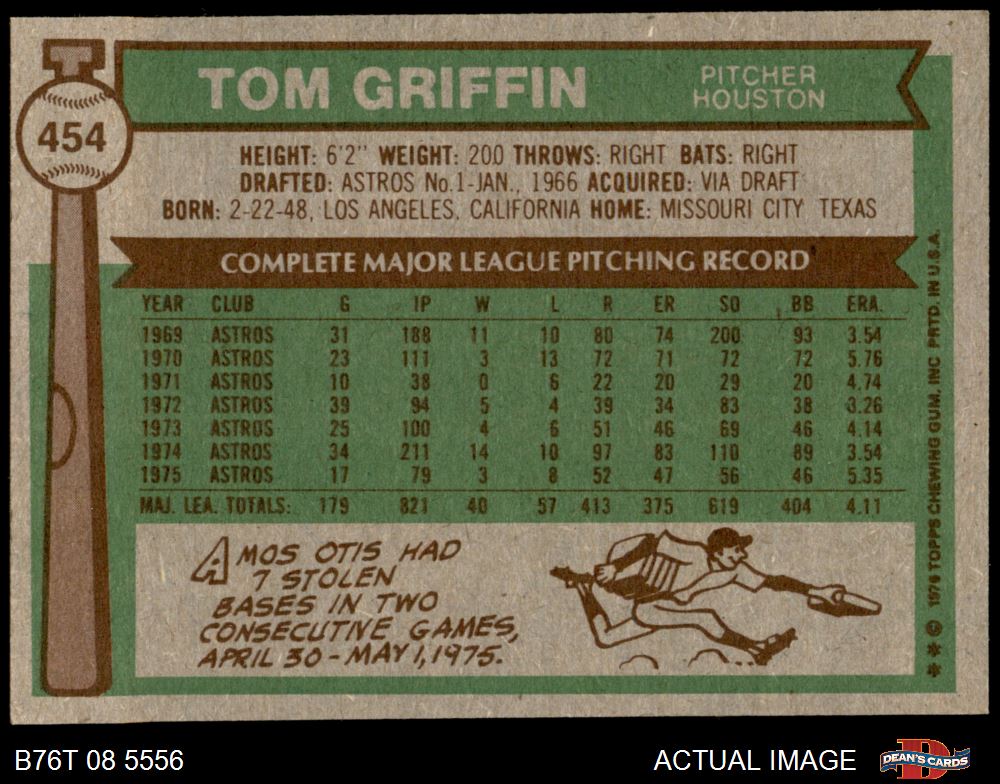 454
TOM GRIFFIN
PITCHER
HOUSTON
HEIGHT: 6'2" WEIGHT: 200 THROWS: RIGHT BATS: RIGHT
DRAFTED: ASTROS No.1-JAN., 1966 ACQUIRED: VIA DRAFT
BORN: 2-22-48, LOS ANGELES, CALIFORNIA HOME: MISSOURI CITY TEXAS
COMPLETE MAJOR LEAGUE PITCHING RECORD
YEAR CLUB G IP W L R ER SO BB ERA.
1969 ASTROS 31 188 11 10 80 74 200 93 3.54
1970 ASTROS 23 111 3 13 72 71 72 72 5.76
1971 ASTROS 10 38 0 6 22 20 29 20 4.74
1972 ASTROS 39 94 5 4 39 34 83 38 3.26
1973 ASTROS 25 100 4 6 51 46 69 46 4.14
1974 ASTROS 34 211 14 10 97 83 110 89 3.54
1975 ASTROS 17 79 3 8 52 47 56 46 5.35
MAJ. LEA. TOTALS: 179 821 40 57 413 375 619 404 4.11
AMOS OTIS HAD
7 STOLEN
BASES IN TWO
CONSECUTIVE GAMES,
APRIL 30-MAY 1, 1975.
***© 1976 TOPPS CHEWING GUM, INC PRTD. IN U.S.A.
B76T 08 5556
ACTUAL IMAGE
D
DEAN'S CARDS